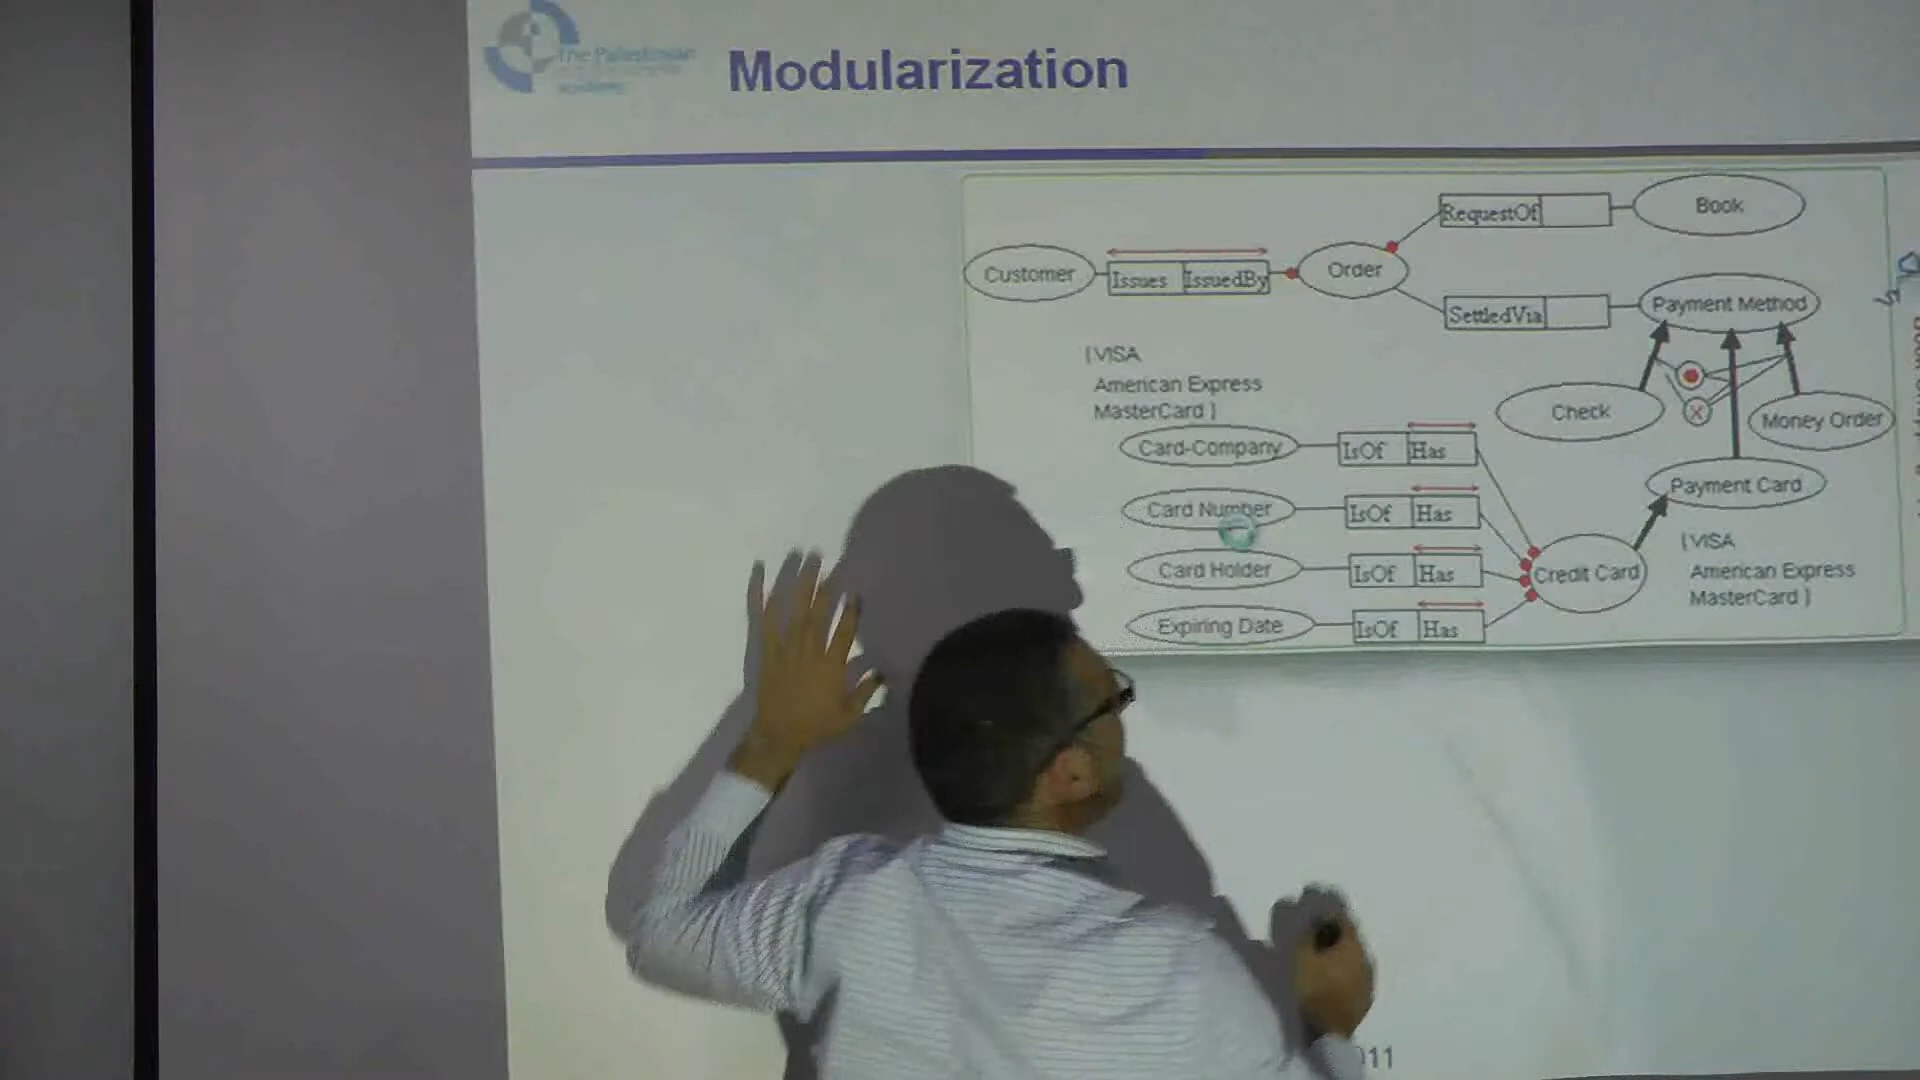 The Palestinian
Academy
Modularization
RequestOf
Book
Customer
Issues
IssuedBy
Order
SettledVia
Payment Method
{VISA
American Express
MasterCard }
Check
Money Order
Card-Company
IsOf
Has
Payment Card
Card Number
IsOf
Has
Card Holder
IsOf
Has
Credit Card
{VISA
American Express
MasterCard }
Expiring Date
IsOf
Has